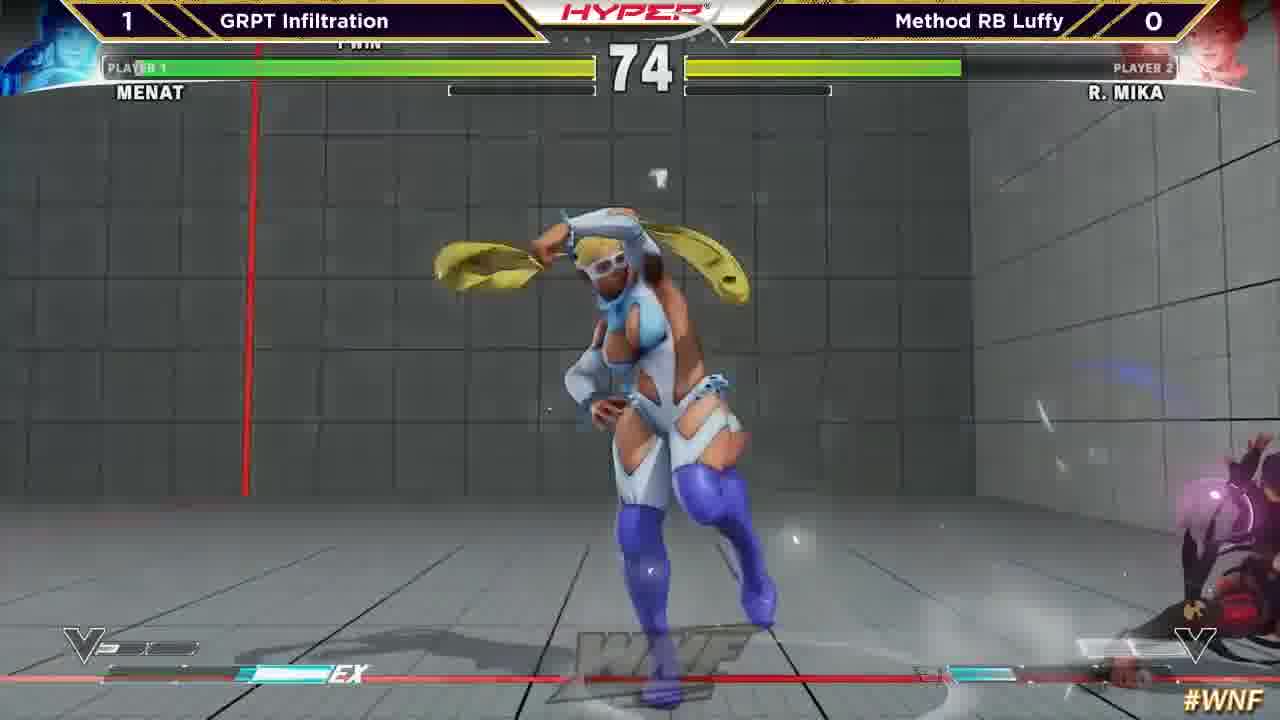 1 GRPT Infiltration HYPERX Method RB Luffy 0
1 WIN
74
PLAYER 1 PLAYER 2
MENAT R. MIKA
V V
EX
WNF
#WNF